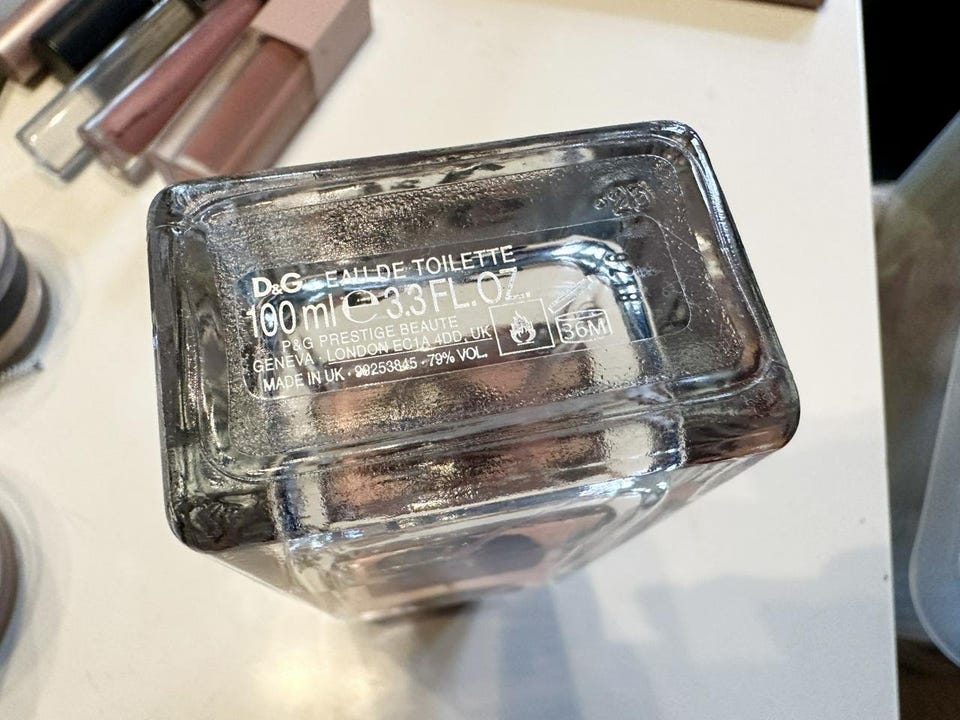 D&G EAU DE TOILETTE
100 ml ℮ 3.3 FL.OZ.
P&G PRESTIGE BEAUTE
GENEVA · LONDON EC1A 4DD, UK
MADE IN UK · 99253845 · 79% VOL.
36M